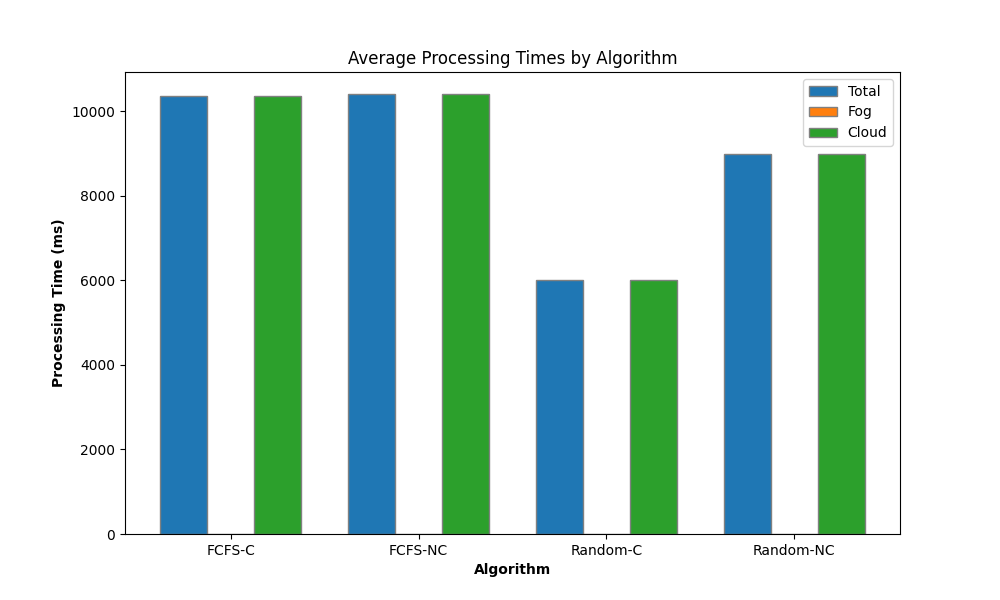 Average Processing Times by Algorithm
Total
Fog
Cloud
Processing Time (ms)
10000
8000
6000
4000
2000
0
FCFS-C FCFS-NC Random-C Random-NC
Algorithm